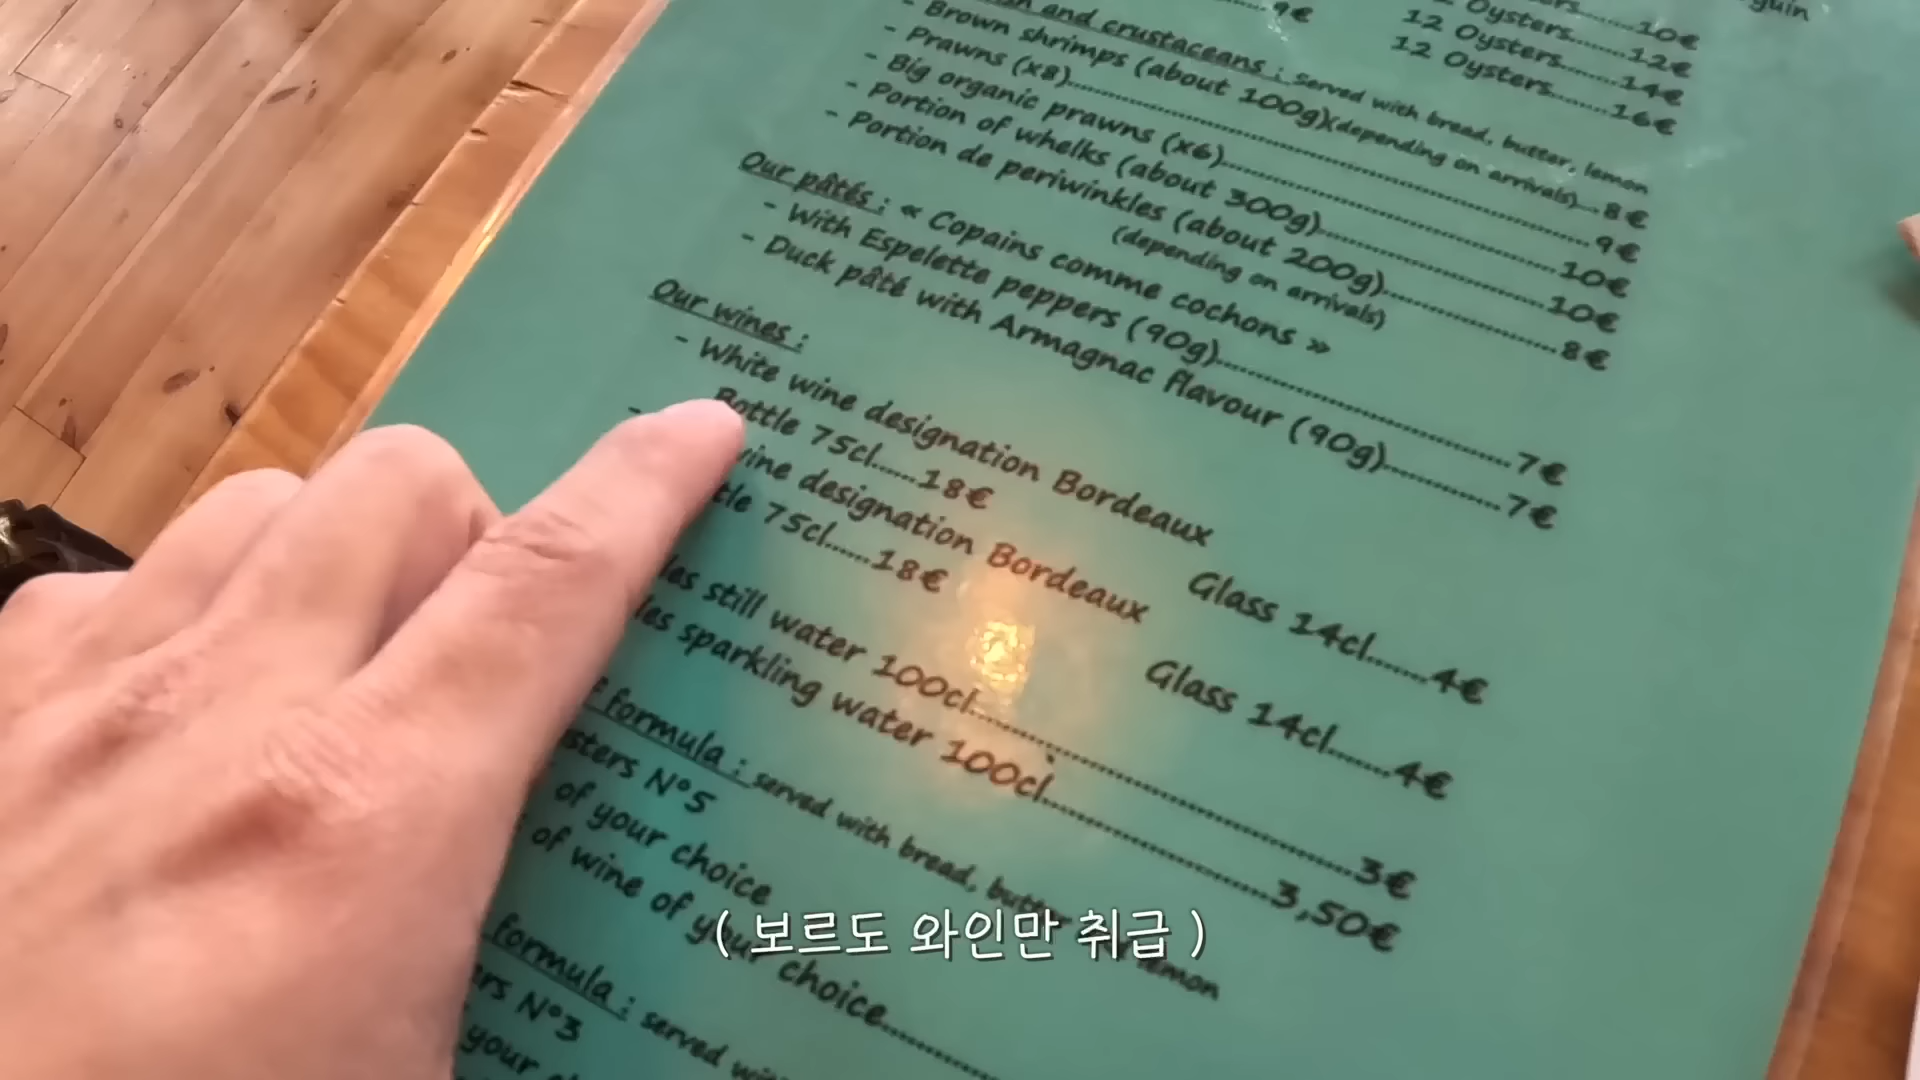 9€
10€
12 Oysters......12€
12 Oysters......14€
12 Oysters......16€
and crustaceans : served with bread, butter, lemon
- Brown shrimps (about 100g)(depending on arrivals)...8€
- Prawns (x8)..........9€
- Big organic prawns (x6)..........10€
- Portion of whelks (about 300g)..........10€
- Portion de periwinkles (about 200g)..........8€
(depending on arrivals)
Our pâtés : « Copains comme cochons »
- With Espelette peppers (90g)..........7€
- Duck pâté with Armagnac flavour (90g)..........7€
Our wines :
- White wine designation Bordeaux
Bottle 75cl.....18€ Glass 14cl......4€
- wine designation Bordeaux
75cl.....18€ Glass 14cl......4€
still water 100cl..........3€
sparkling water 100cl..........3,50€
formula : served with bread, butter lemon
N°5
of your choice
of wine of your choice..........
formula : served
N°3
your
( 보르도 와인만 취급 )